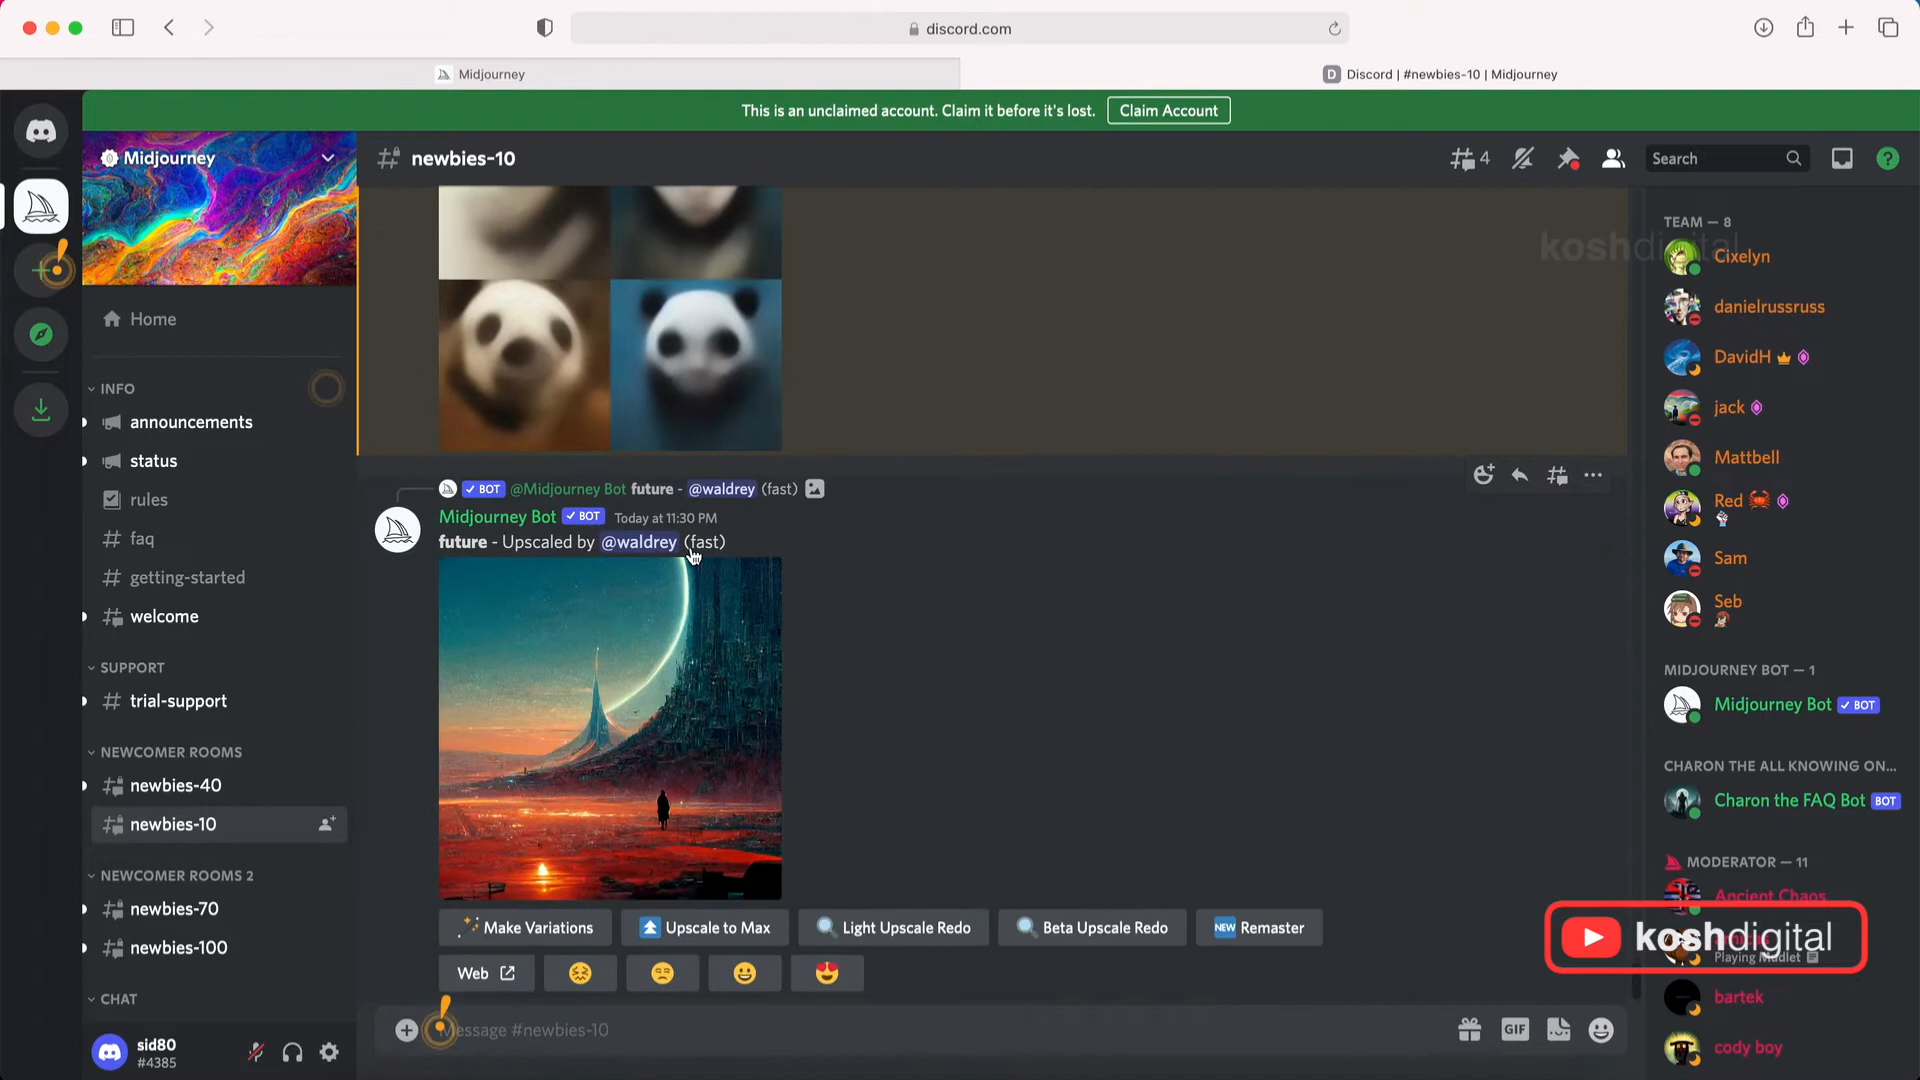 discord.com
Midjourney
D Discord | #newbies-10 | Midjourney
This is an unclaimed account. Claim it before it's lost. Claim Account
Midjourney
newbies-10
4
Search
?
koshdigital
Home
INFO
announcements
status
rules
faq
getting-started
welcome
SUPPORT
trial-support
NEWCOMER ROOMS
newbies-40
newbies-10
NEWCOMER ROOMS 2
newbies-70
newbies-100
CHAT
sid80
#4385
BOT @Midjourney Bot future - @waldrey (fast)
Midjourney Bot BOT Today at 11:30 PM
future - Upscaled by @waldrey (fast)
Make Variations
Upscale to Max
Light Upscale Redo
Beta Upscale Redo
NEW Remaster
Web
Message #newbies-10
GIF
TEAM — 8
Cixelyn
danielrussruss
DavidH
jack
Mattbell
Red
Sam
Seb
MIDJOURNEY BOT — 1
Midjourney Bot BOT
CHARON THE ALL KNOWING ON...
Charon the FAQ Bot BOT
MODERATOR — 11
Ancient Chaos
koshdigital
Playing Mudlet
bartek
cody boy